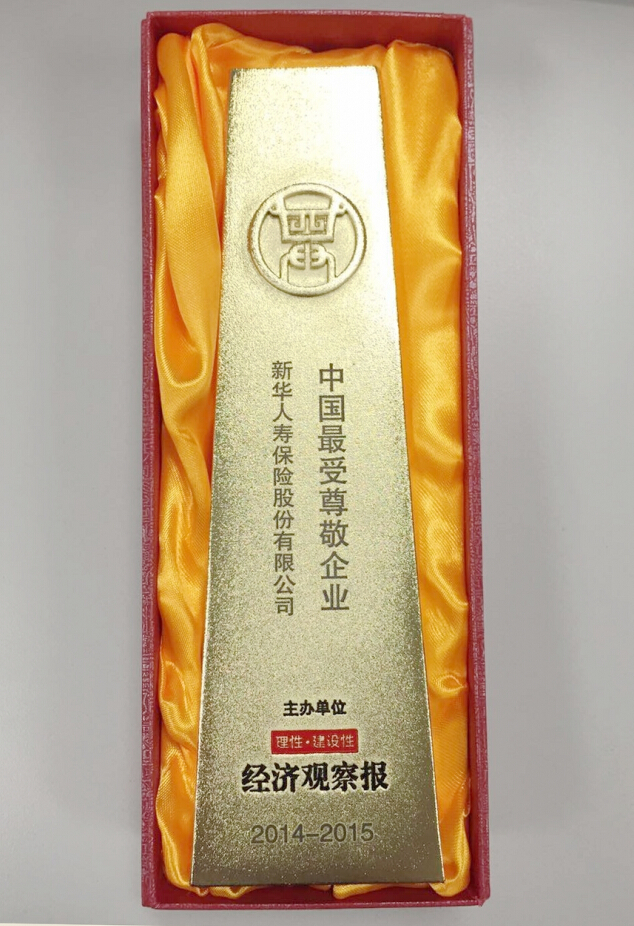 中国最受尊敬企业
新华人寿保险股份有限公司
主办单位
理性·建设性
经济观察报
2014–2015